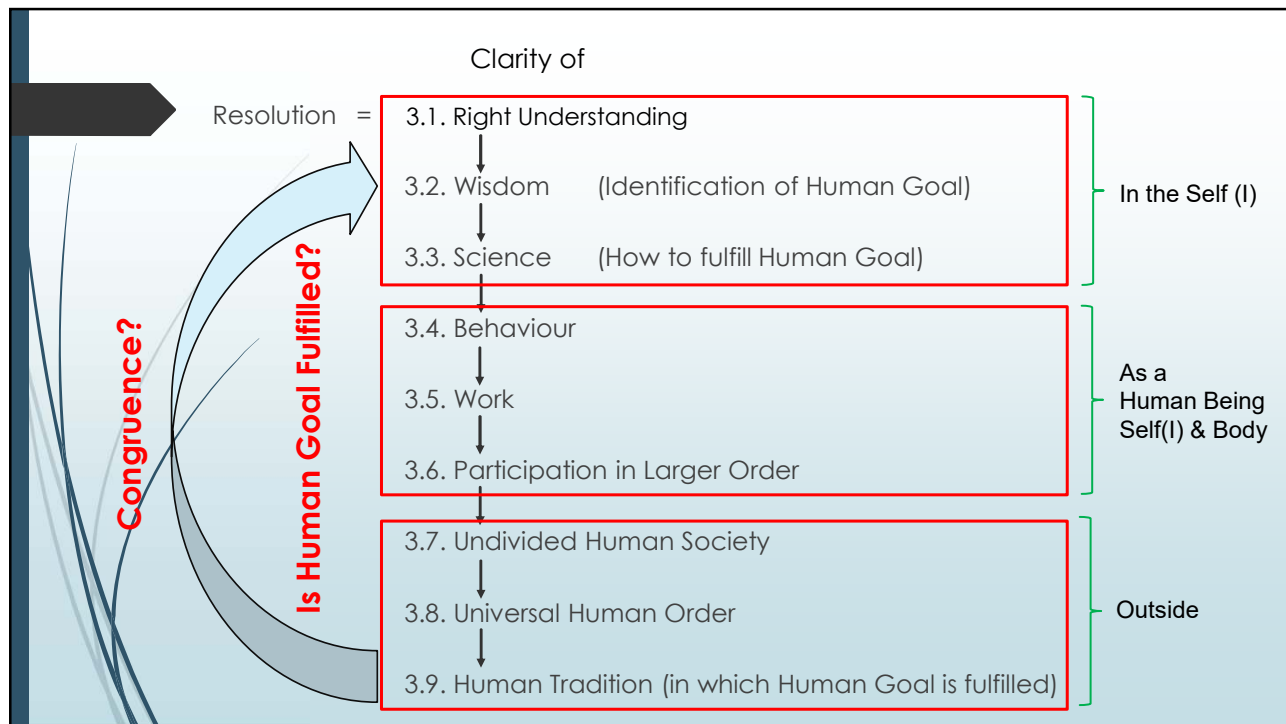 Clarity of
Resolution = 3.1. Right Understanding
3.2. Wisdom (Identification of Human Goal)
3.3. Science (How to fulfill Human Goal)
In the Self (I)
3.4. Behaviour
3.5. Work
3.6. Participation in Larger Order
As a
Human Being
Self(I) & Body
3.7. Undivided Human Society
3.8. Universal Human Order
3.9. Human Tradition (in which Human Goal is fulfilled)
Outside
Congruence?
Is Human Goal Fulfilled?